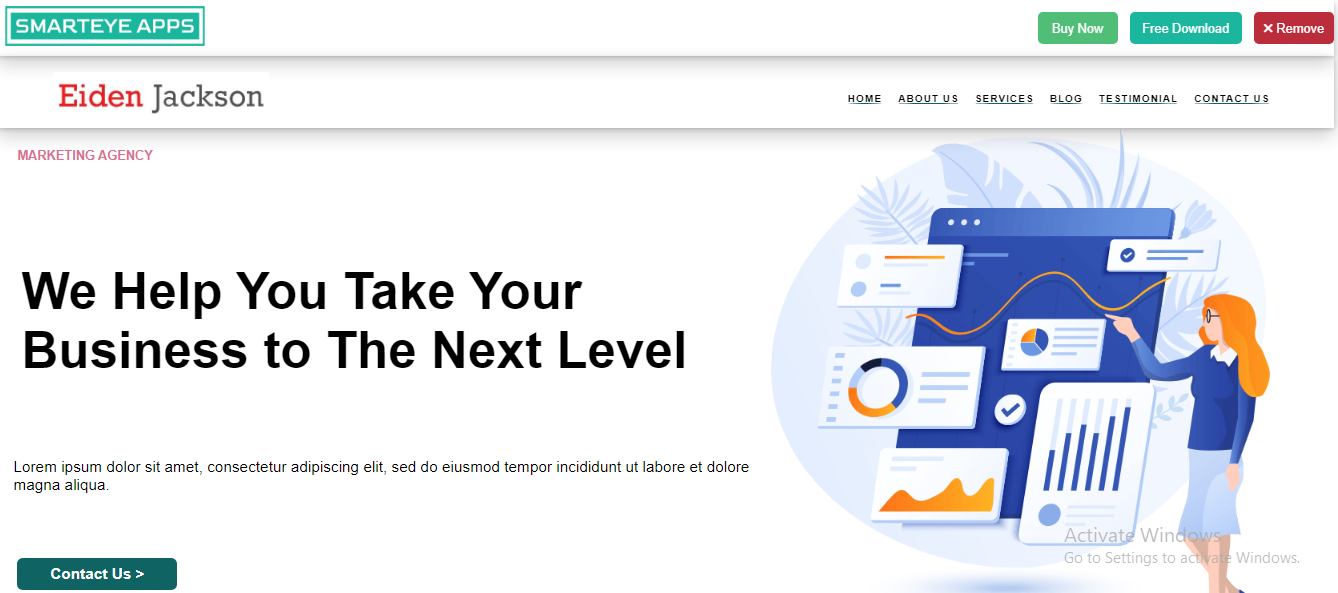 SMARTEYE APPS
Buy Now
Free Download
✕ Remove
Eiden Jackson
HOME
ABOUT US
SERVICES
BLOG
TESTIMONIAL
CONTACT US
MARKETING AGENCY
We Help You Take Your
Business to The Next Level
Lorem ipsum dolor sit amet, consectetur adipiscing elit, sed do eiusmod tempor incididunt ut labore et dolore
magna aliqua.
Contact Us >
Activate Windows
Go to Settings to activate Windows.